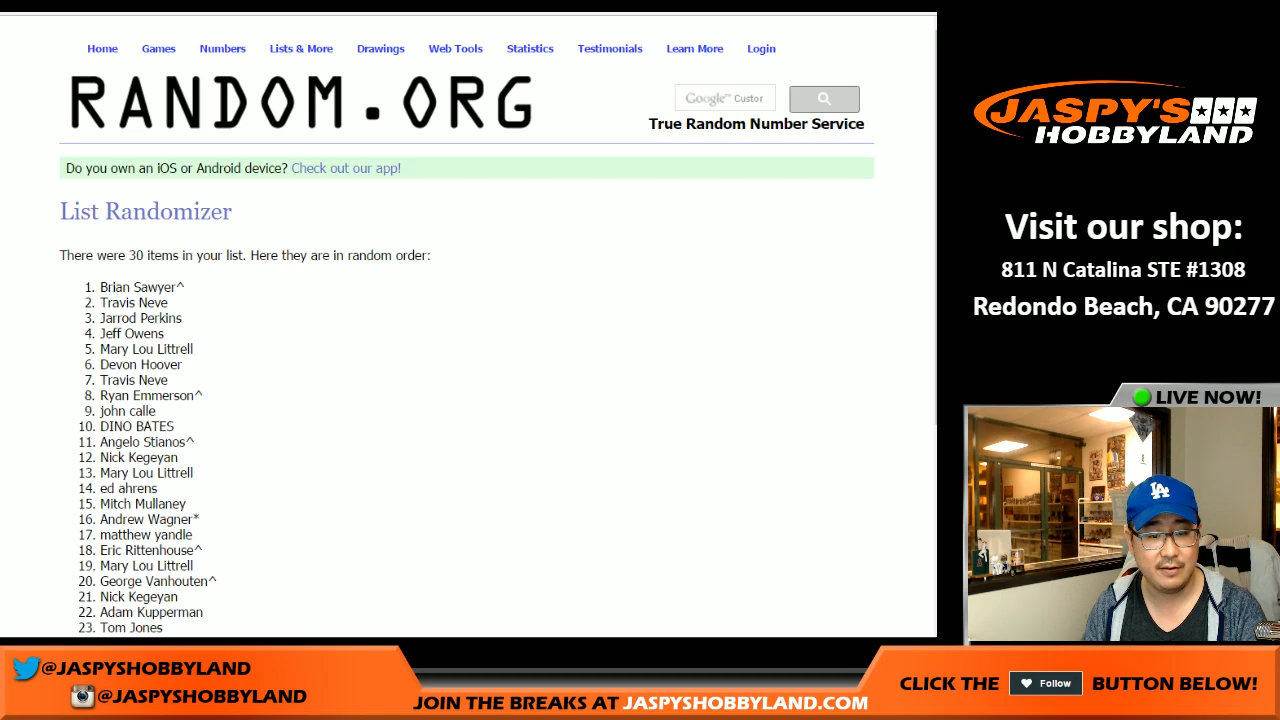 Home Games Numbers Lists & More Drawings Web Tools Statistics Testimonials Learn More Login
RANDOM.ORG
Google™ Custor
True Random Number Service
Do you own an iOS or Android device? Check out our app!
List Randomizer
There were 30 items in your list. Here they are in random order:
1. Brian Sawyer^
2. Travis Neve
3. Jarrod Perkins
4. Jeff Owens
5. Mary Lou Littrell
6. Devon Hoover
7. Travis Neve
8. Ryan Emmerson^
9. john calle
10. DINO BATES
11. Angelo Stianos^
12. Nick Kegeyan
13. Mary Lou Littrell
14. ed ahrens
15. Mitch Mullaney
16. Andrew Wagner*
17. matthew yandle
18. Eric Rittenhouse^
19. Mary Lou Littrell
20. George Vanhouten^
21. Nick Kegeyan
22. Adam Kupperman
23. Tom Jones
JASPY'S
HOBBYLAND
Visit our shop:
811 N Catalina STE #1308
Redondo Beach, CA 90277
LIVE NOW!
LA
@JASPYSHOBBYLAND
@JASPYSHOBBYLAND
JOIN THE BREAKS AT JASPYSHOBBYLAND.COM
CLICK THE Follow BUTTON BELOW!